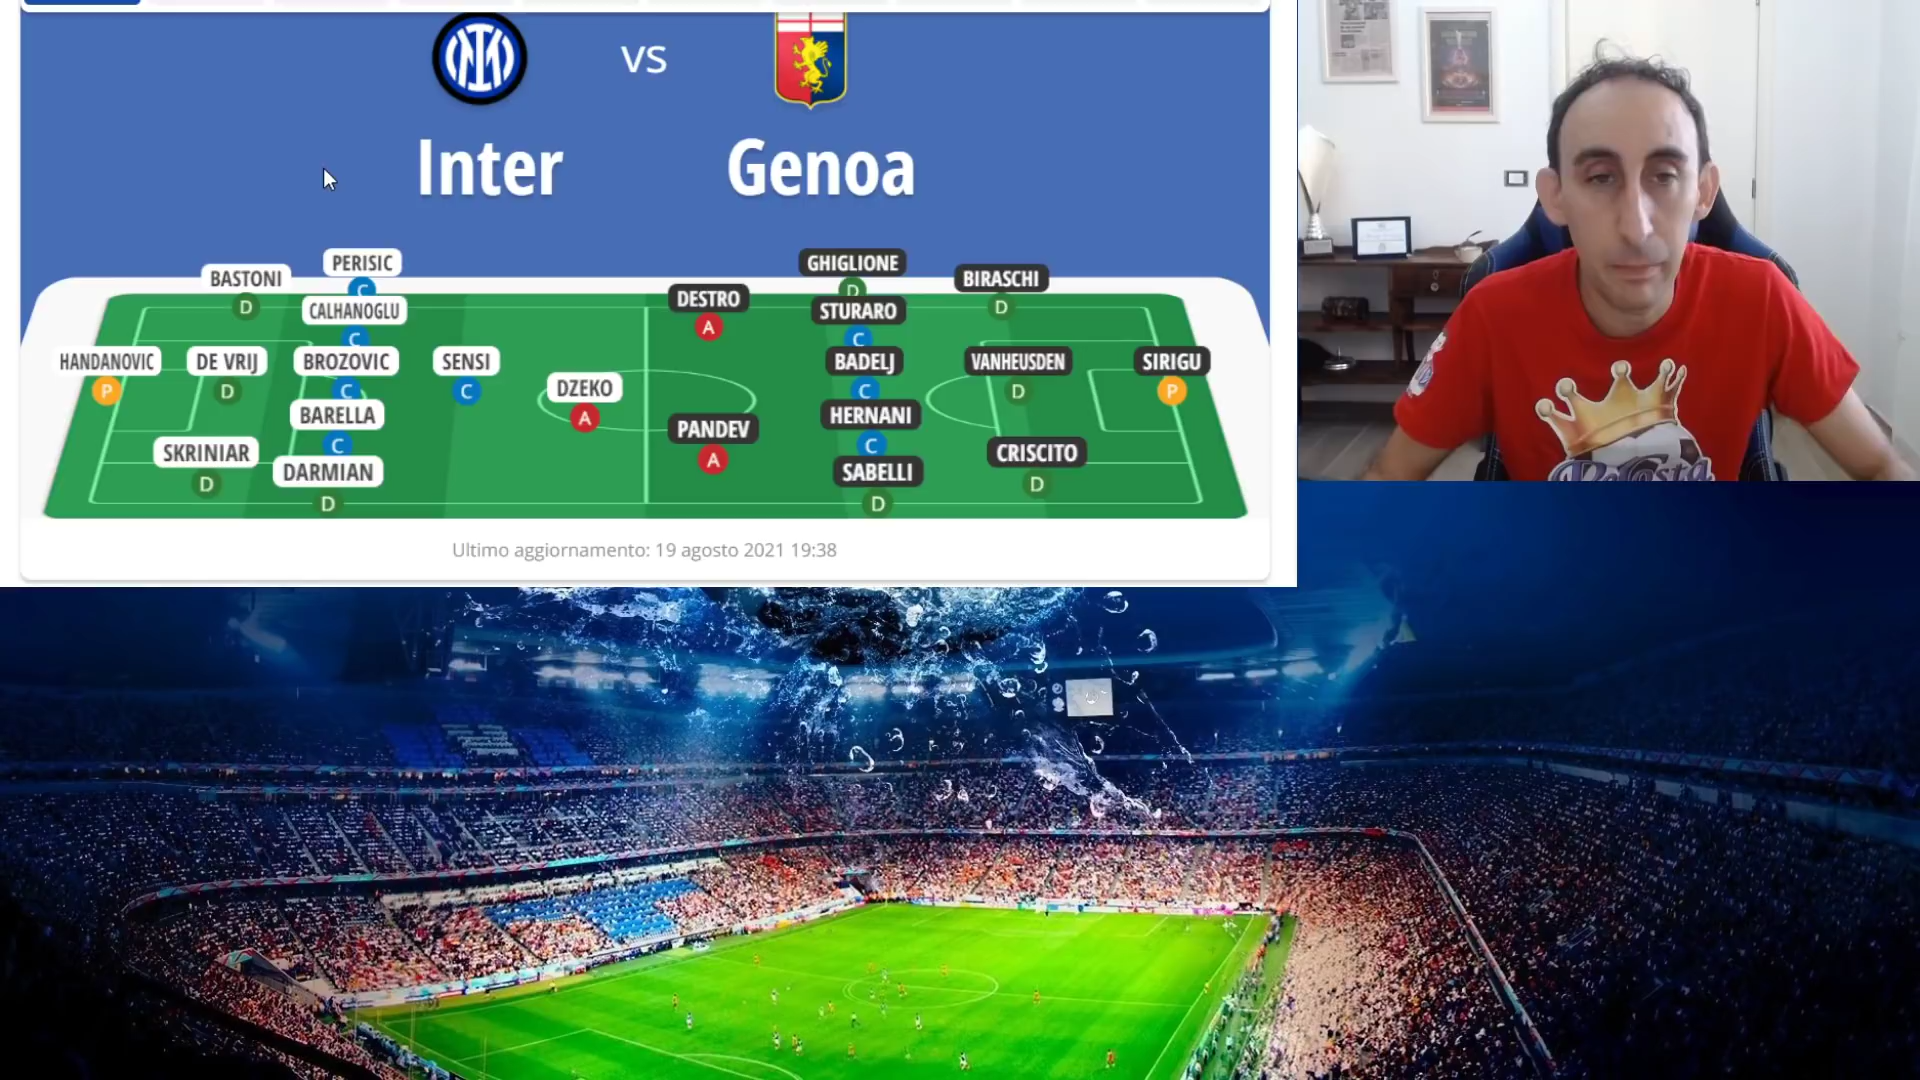 VS
Inter
Genoa
PERISIC
GHIGLIONE
BASTONI
BIRASCHI
D
C
D
D
DESTRO
CALHANOGLU
STURARO
A
C
C
HANDANOVIC
DE VRIJ
BROZOVIC
SENSI
BADELJ
VANHEUSDEN
SIRIGU
P
D
C
C
DZEKO
C
D
P
A
BARELLA
HERNANI
PANDEV
C
C
A
SKRINIAR
CRISCITO
DARMIAN
SABELLI
D
D
D
D
Ultimo aggiornamento: 19 agosto 2021 19:38